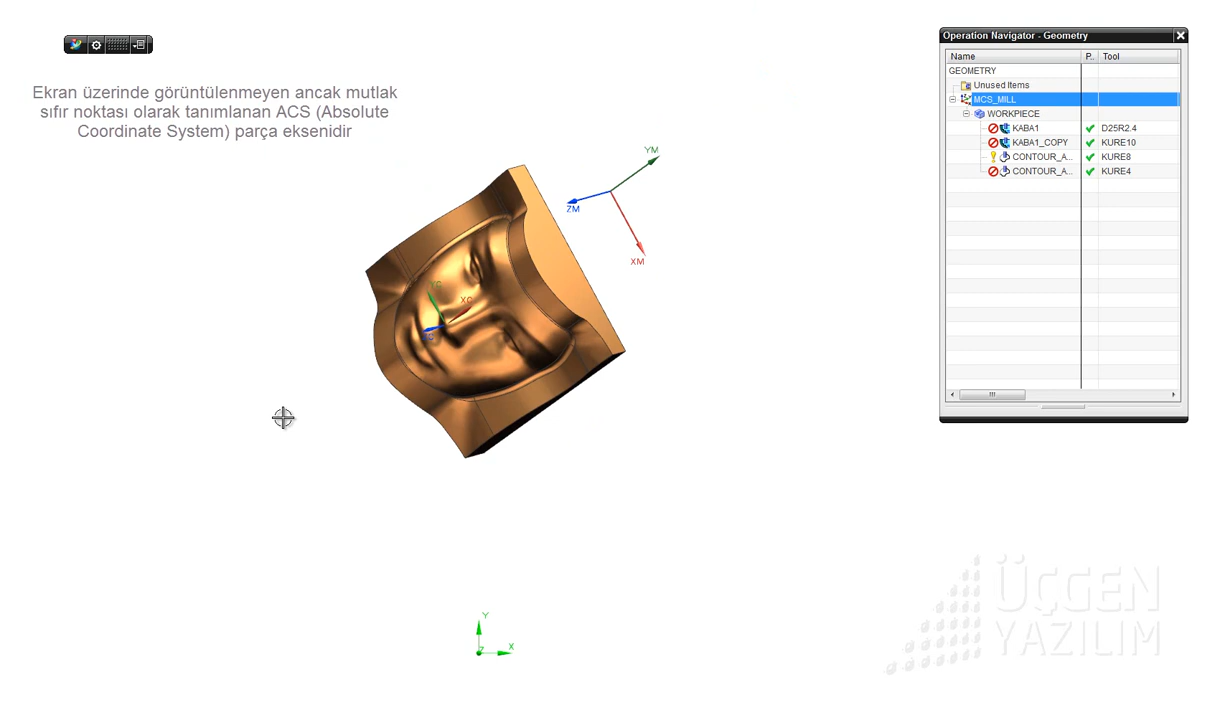 Operation Navigator - Geometry
Name P.. Tool
GEOMETRY
Unused Items
MCS_MILL
WORKPIECE
KABA1 D25R2.4
KABA1_COPY KURE10
CONTOUR_A... KURE8
CONTOUR_A... KURE4
Ekran üzerinde görüntülenmeyen ancak mutlak
sıfır noktası olarak tanımlanan ACS (Absolute
Coordinate System) parça eksenidir
YM
ZM
XM
YC
XC
Y
Z
X
ÜÇGEN
YAZILIM